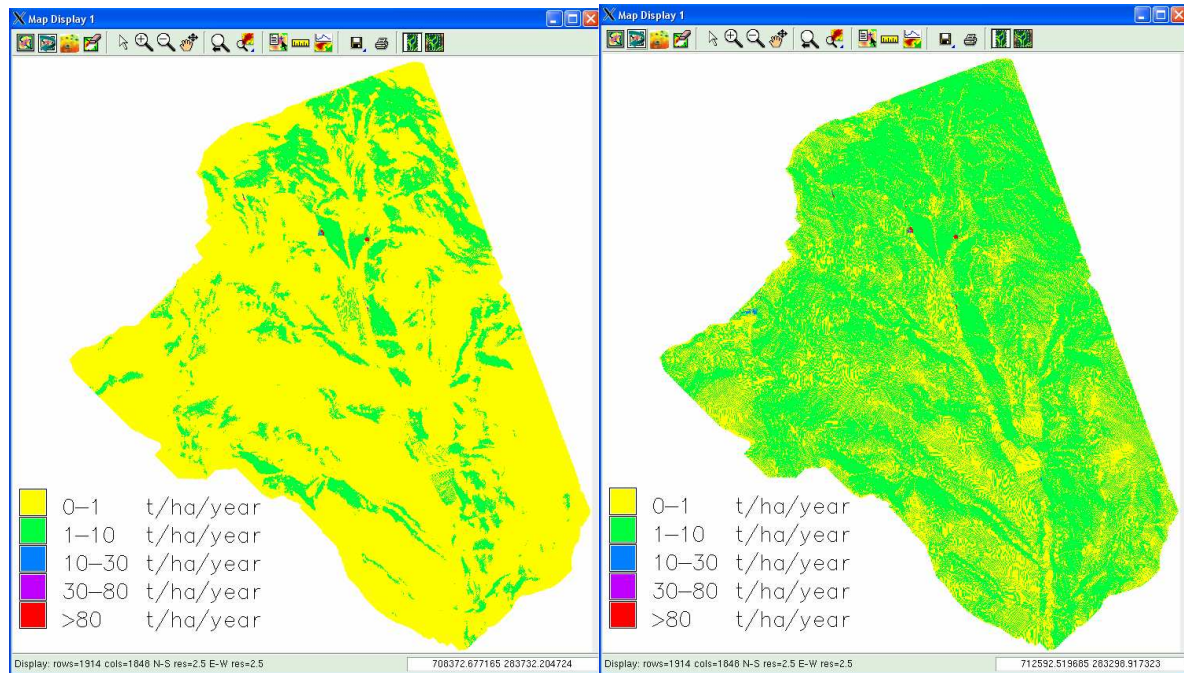 Map Display 1
0-1 t/ha/year
1-10 t/ha/year
10-30 t/ha/year
30-80 t/ha/year
>80 t/ha/year
Display: rows=1914 cols=1848 N-S res=2.5 E-W res=2.5
708372.677165 283732.204724
Map Display 1
0-1 t/ha/year
1-10 t/ha/year
10-30 t/ha/year
30-80 t/ha/year
>80 t/ha/year
Display: rows=1914 cols=1848 N-S res=2.5 E-W res=2.5
712592.519685 283298.917323